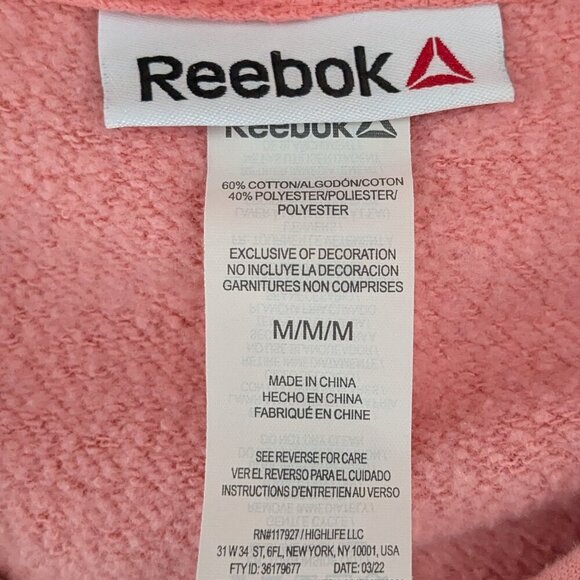 Reebok
Reebok
60% COTTON/ALGODÓN/COTON
40% POLYESTER/POLIESTER/
POLYESTER
EXCLUSIVE OF DECORATION
NO INCLUYE LA DECORACION
GARNITURES NON COMPRISES
M/M/M
MADE IN CHINA
HECHO EN CHINA
FABRIQUÉ EN CHINE
SEE REVERSE FOR CARE
VER EL REVERSO PARA EL CUIDADO
INSTRUCTIONS D'ENTRETIEN AU VERSO
RN#117927 / HIGHLIFE LLC
31 W 34 ST, 6FL, NEW YORK, NY 10001, USA
FTY ID: 36179677 DATE: 03/22